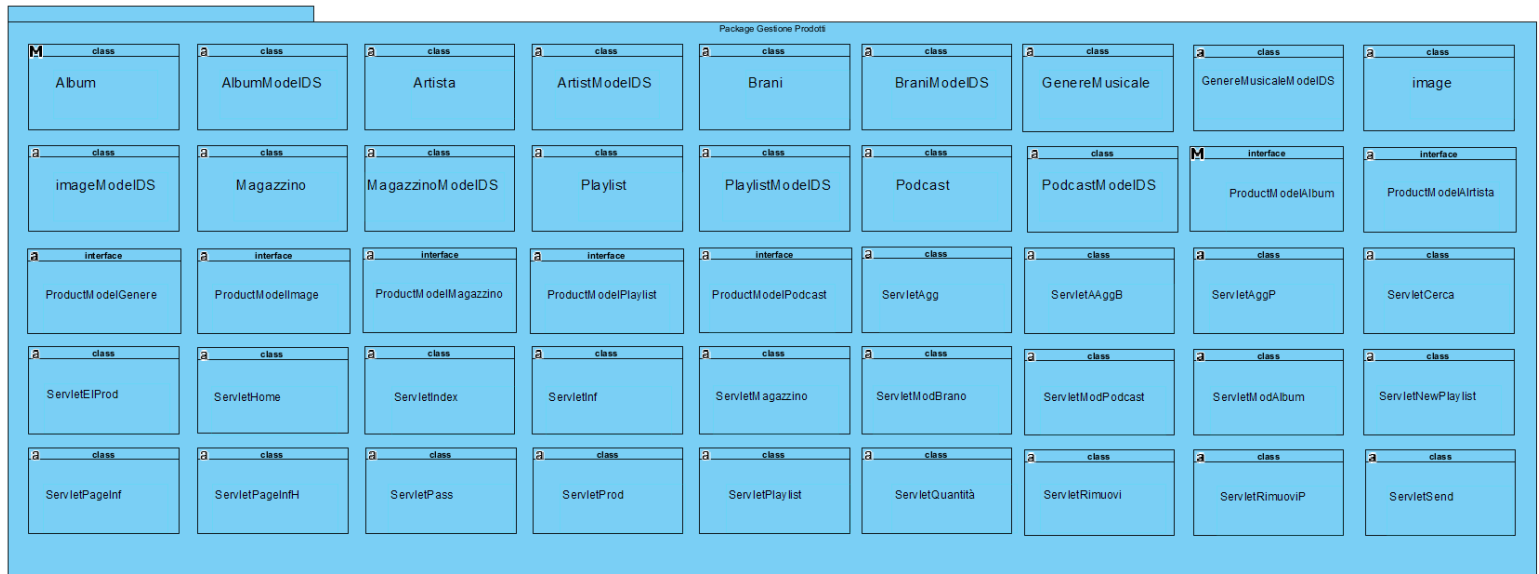 Package Gestione Prodotti
M class a class a class a class a class a class a class a class a class
Album AlbumModelDS Artista ArtistModelDS Brani BraniModelDS GenereMusicale GenereMusicaleModelDS image
a class a class a class a class a class a class a class M interface a interface
imageModelDS Magazzino MagazzinoModelDS Playlist PlaylistModelDS Podcast PodcastModelDS ProductModelAlbum ProductModelAlrtista
a interface a interface a interface a interface a interface a class a class a class a class
ProductModelGenere ProductModelImage ProductModelMagazzino ProductModelPlaylist ProductModelPodcast ServletAgg ServletAAggB ServletAggP ServletCerca
a class a class a class a class a class a class a class a class a class
ServletElProd ServletHome ServletIndex ServletInf ServletMagazzino ServletModBrano ServletModPodcast ServletModAlbum ServletNewPlaylist
a class a class a class a class a class a class a class a class a class
ServletPageInf ServletPageInfH ServletPass ServletProd ServletPlaylist ServletQuantità ServletRimuovi ServletRimuoviP ServletSend